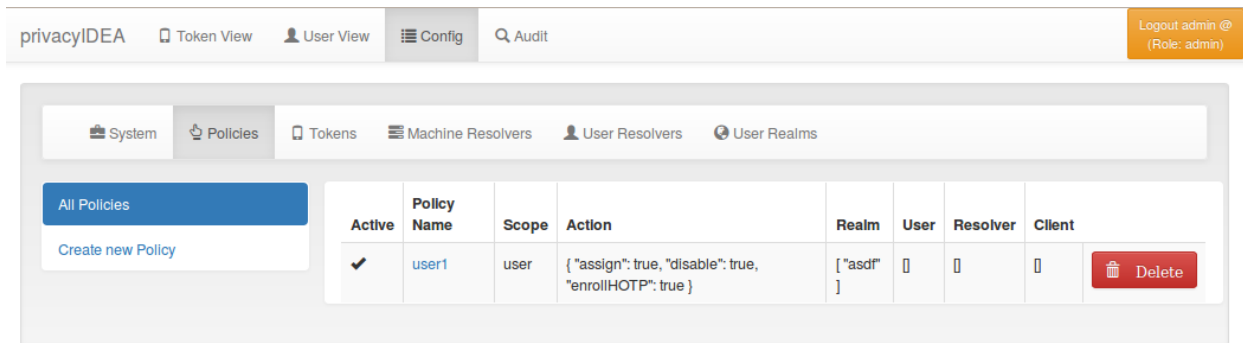 privacyIDEA Token View User View Config Audit Logout admin @
(Role: admin)
System Policies Tokens Machine Resolvers User Resolvers User Realms
All Policies
Create new Policy
Active Policy Name Scope Action Realm User Resolver Client
user1 user { "assign": true, "disable": true, ["asdf" [] [] [] Delete
"enrollHOTP": true } ]